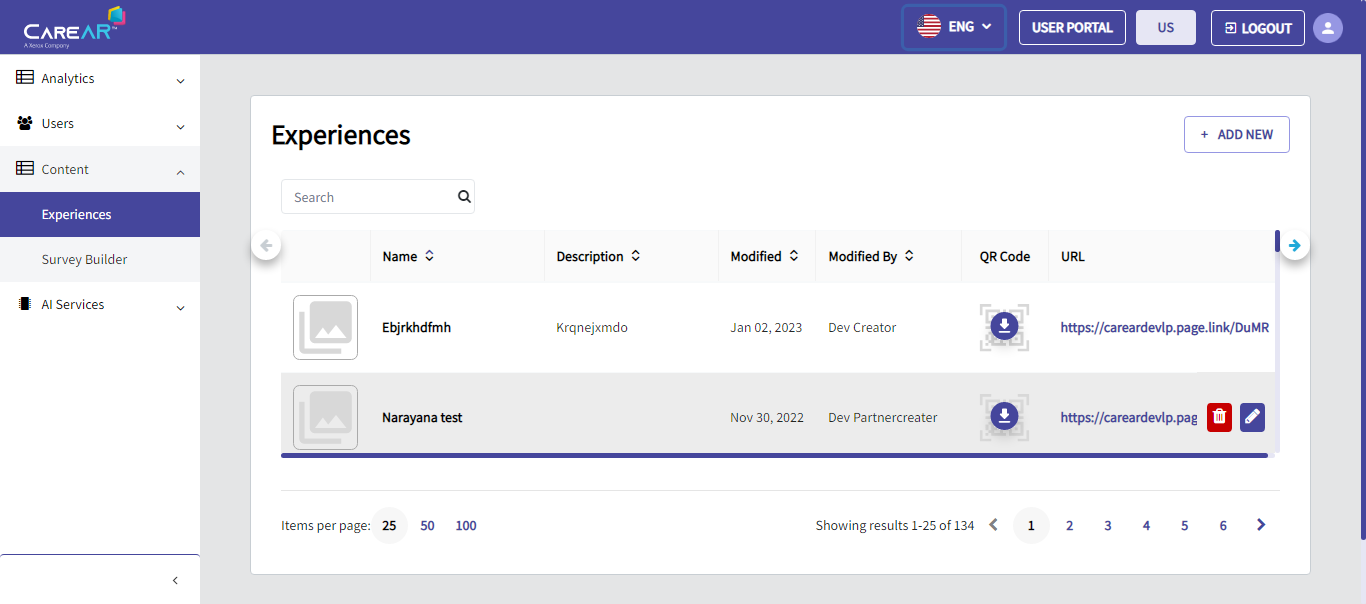 CAREAR™
A Xerox Company
ENG
USER PORTAL
US
LOGOUT
Analytics
Users
Content
Experiences
Survey Builder
AI Services
Experiences
+ ADD NEW
Search
Name Description Modified Modified By QR Code URL
Ebjrkhdfmh Krqnejxmdo Jan 02, 2023 Dev Creator https://careardevlp.page.link/DuMR
Narayana test Nov 30, 2022 Dev Partnercreater https://careardevlp.pag
Items per page: 25 50 100
Showing results 1-25 of 134 1 2 3 4 5 6